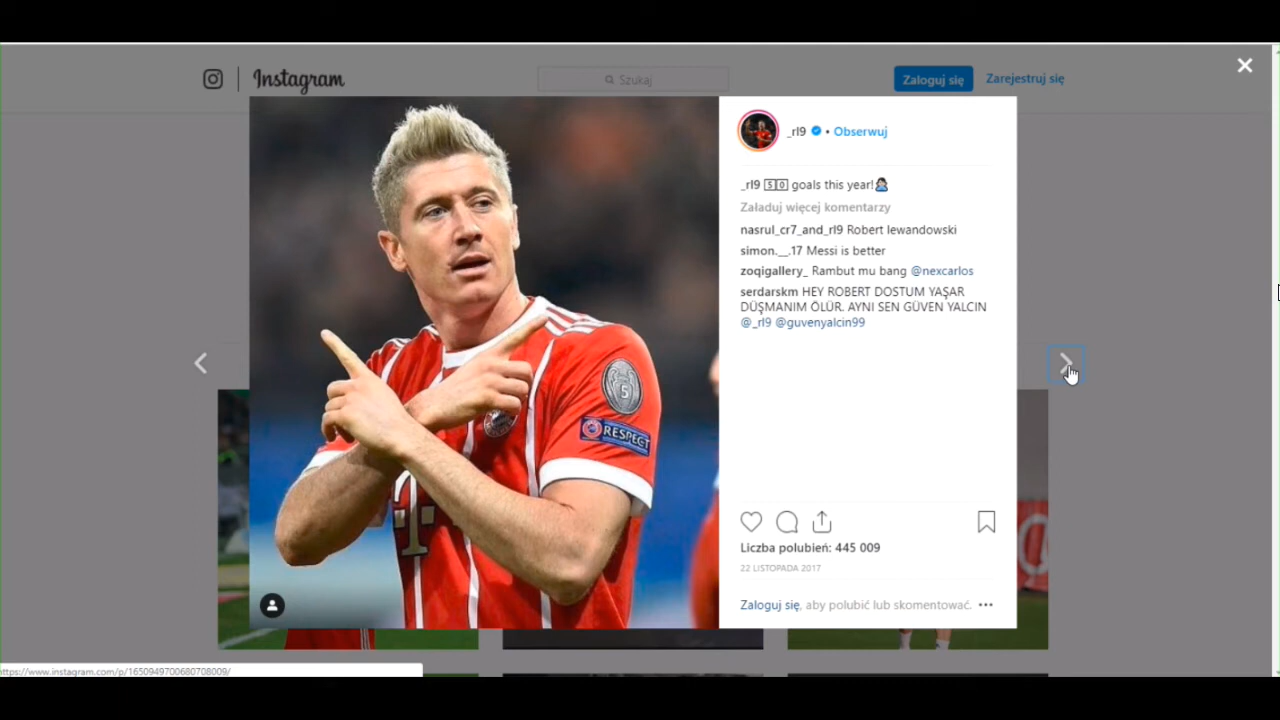 Instagram
Szukaj
Zaloguj się
Zarejestruj się
_rl9 • Obserwuj
_rl9 50 goals this year!
Załaduj więcej komentarzy
nasrul_cr7_and_rl9 Robert lewandowski
simon.__.17 Messi is better
zoqigallery_ Rambut mu bang @nexcarlos
serdarskm HEY ROBERT DOSTUM YAŞAR
DÜŞMANIM ÖLÜR. AYNI SEN GÜVEN YALCIN
@_rl9 @guvenyalcin99
5
RESPECT
T
Liczba polubień: 445 009
22 LISTOPADA 2017
Zaloguj się, aby polubić lub skomentować.
https://www.instagram.com/p/1650949700680708009/